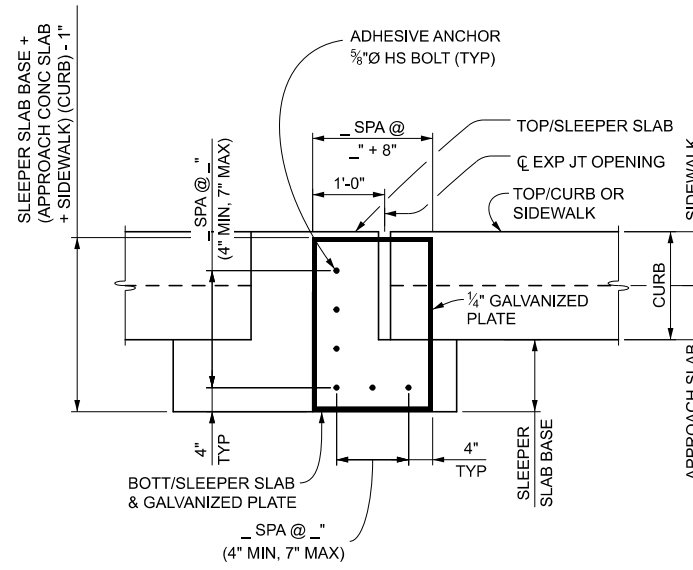 ADHESIVE ANCHOR
⅝"Ø HS BOLT (TYP)
SLEEPER SLAB BASE +
(APPROACH CONC SLAB
+ SIDEWALK) (CURB) - 1"
_ SPA @ _"
(4" MIN, 7" MAX)
_ SPA @
_" + 8"
1'-0"
TOP/SLEEPER SLAB
℄ EXP JT OPENING
TOP/CURB OR
SIDEWALK
SIDEWALK
CURB
¼" GALVANIZED
PLATE
APPROACH SLAB
4"
TYP
4"
TYP
SLEEPER
SLAB BASE
BOTT/SLEEPER SLAB
& GALVANIZED PLATE
_ SPA @ _"
(4" MIN, 7" MAX)